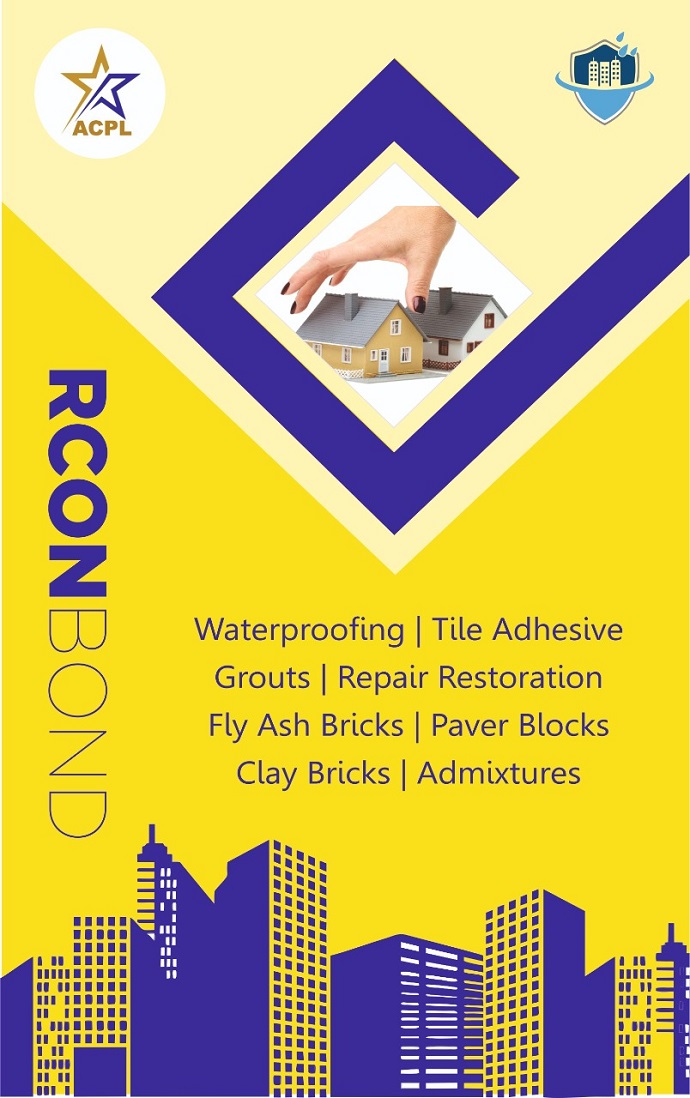 ACPL
RCONBOND
Waterproofing | Tile Adhesive
Grouts | Repair Restoration
Fly Ash Bricks | Paver Blocks
Clay Bricks | Admixtures